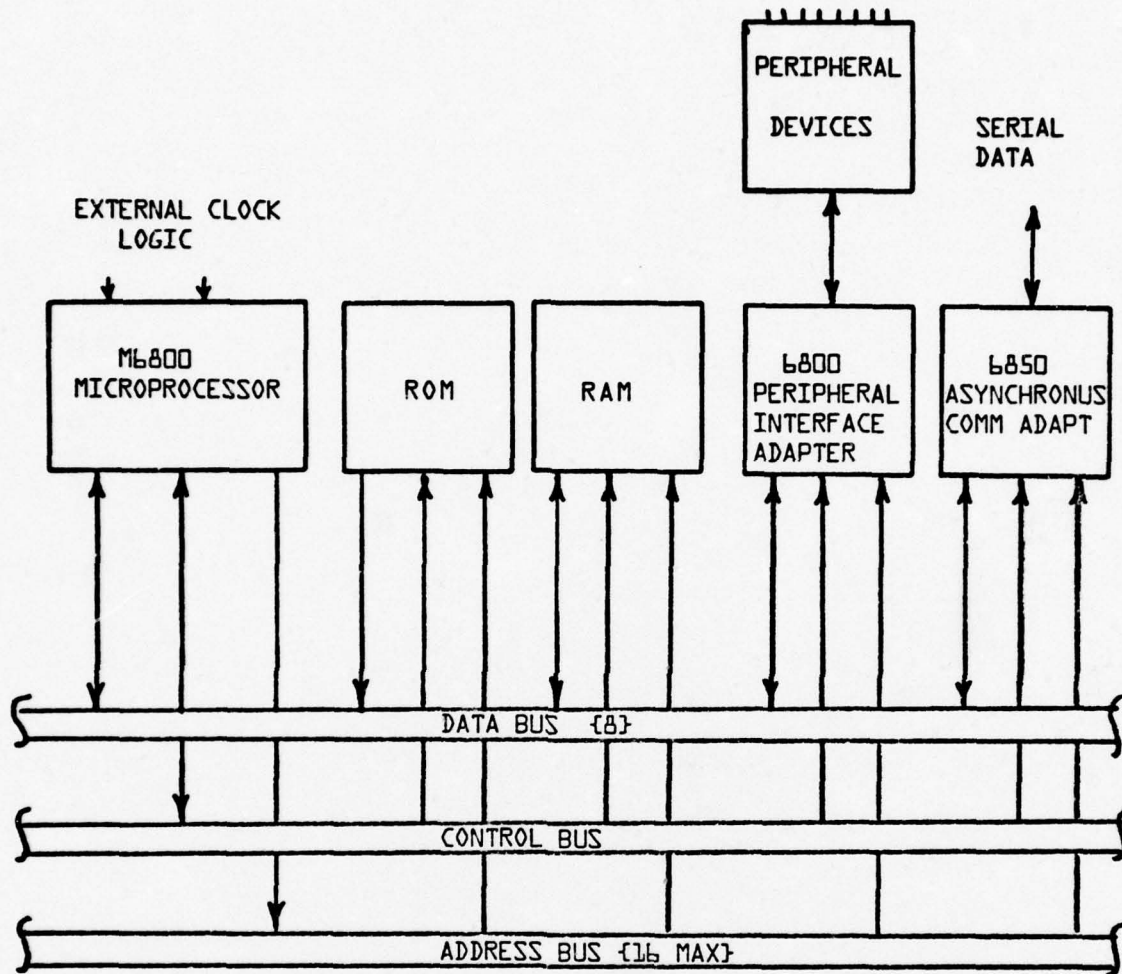 PERIPHERAL
DEVICES
SERIAL
DATA
EXTERNAL CLOCK
LOGIC
M6800
MICROPROCESSOR
ROM
RAM
6800
PERIPHERAL
INTERFACE
ADAPTER
6850
ASYNCHRONUS
COMM ADAPT
DATA BUS {8}
CONTROL BUS
ADDRESS BUS {16 MAX}